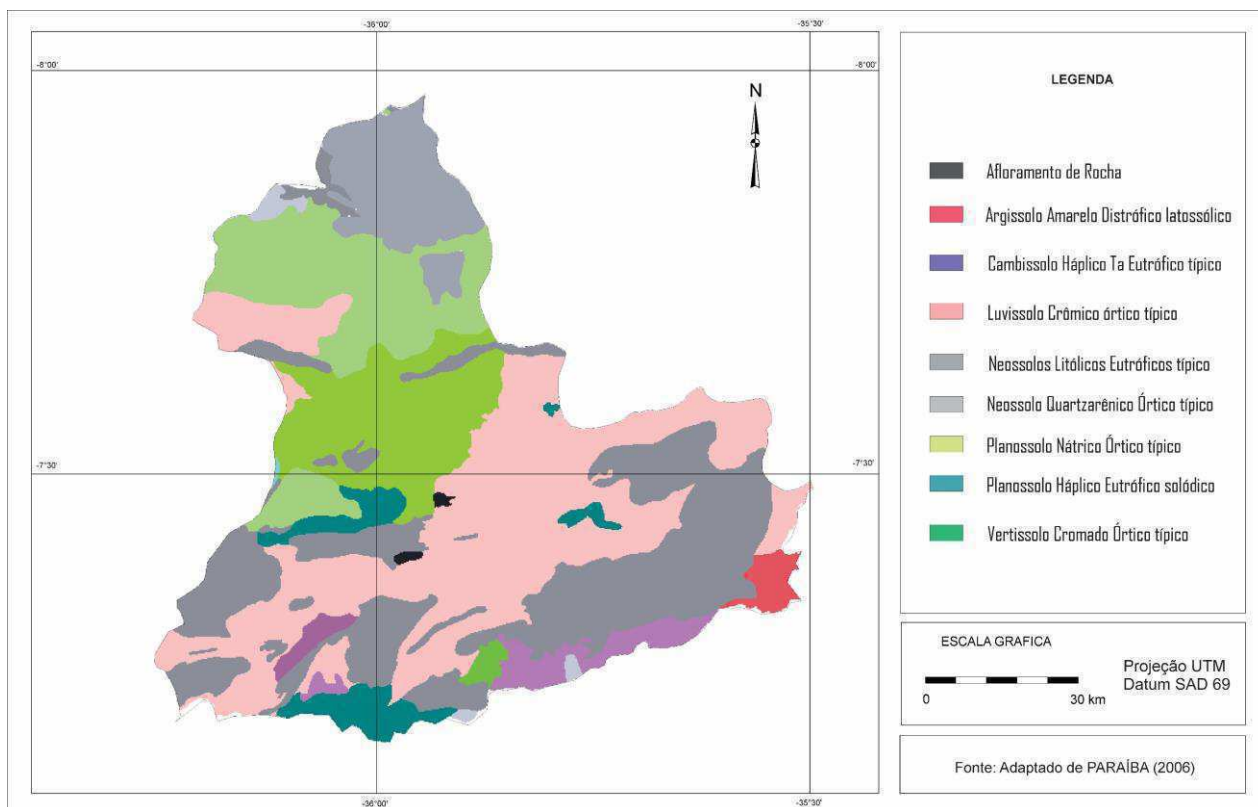 -36°00'
-35°30'
-8°00'
-8°00'
N
-7°30'
-7°30'
-36°00'
-35°30'
LEGENDA
Afloramento de Rocha
Argissolo Amarelo Distrófico latossólico
Cambissolo Háplico Ta Eutrófico típico
Luvissolo Crômico órtico típico
Neossolos Litólicos Eutróficos típico
Neossolo Quartzarênico Órtico típico
Planossolo Nátrico Órtico típico
Planossolo Háplico Eutrófico solódico
Vertissolo Cromado Órtico típico
ESCALA GRAFICA
0 30 km
Projeção UTM
Datum SAD 69
Fonte: Adaptado de PARAÍBA (2006)